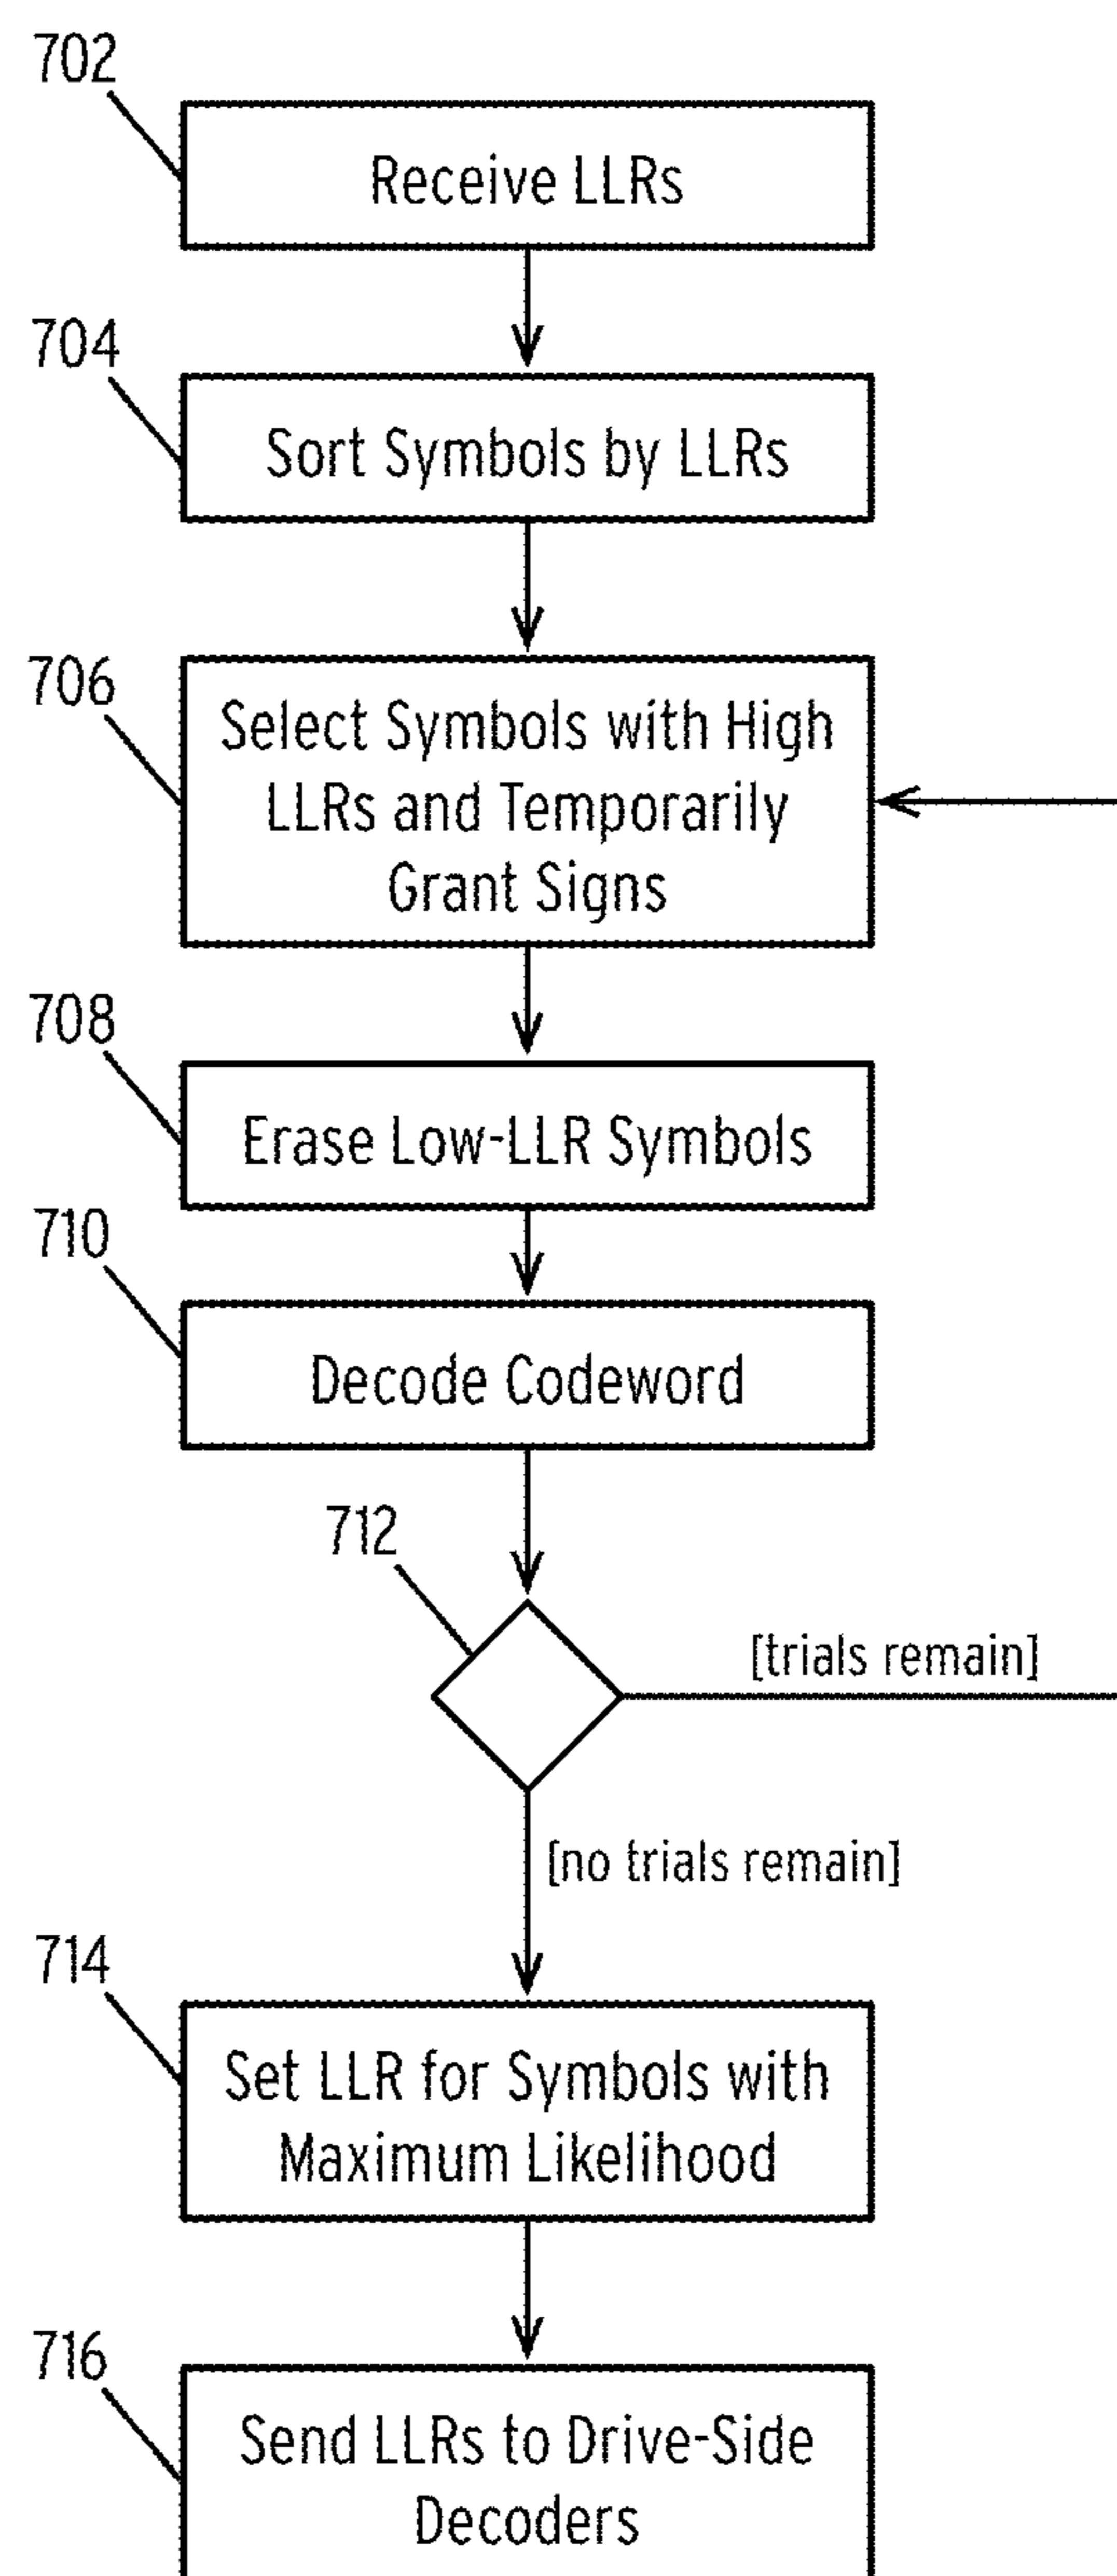 702
Receive LLRs
704
Sort Symbols by LLRs
706
Select Symbols with High
LLRs and Temporarily
Grant Signs
708
Erase Low-LLR Symbols
710
Decode Codeword
712
[trials remain]
[no trials remain]
714
Set LLR for Symbols with
Maximum Likelihood
716
Send LLRs to Drive-Side
Decoders